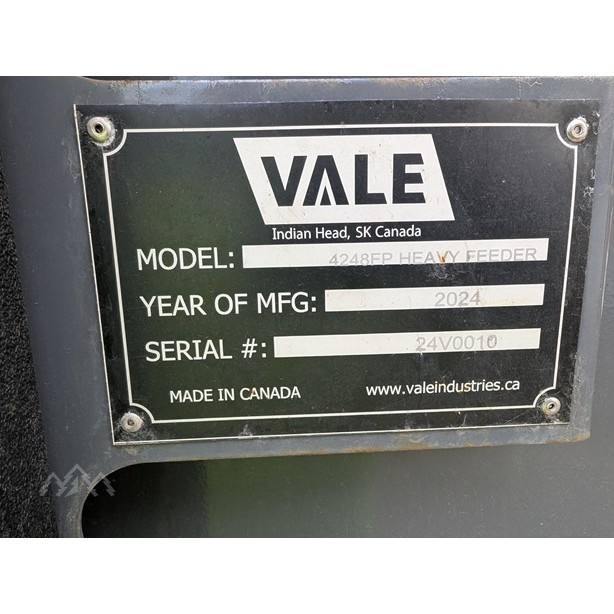 VALE
Indian Head, SK Canada
MODEL: 4248FP HEAVY FEEDER
YEAR OF MFG: 2024
SERIAL #: 24V0010
MADE IN CANADA www.valeindustries.ca